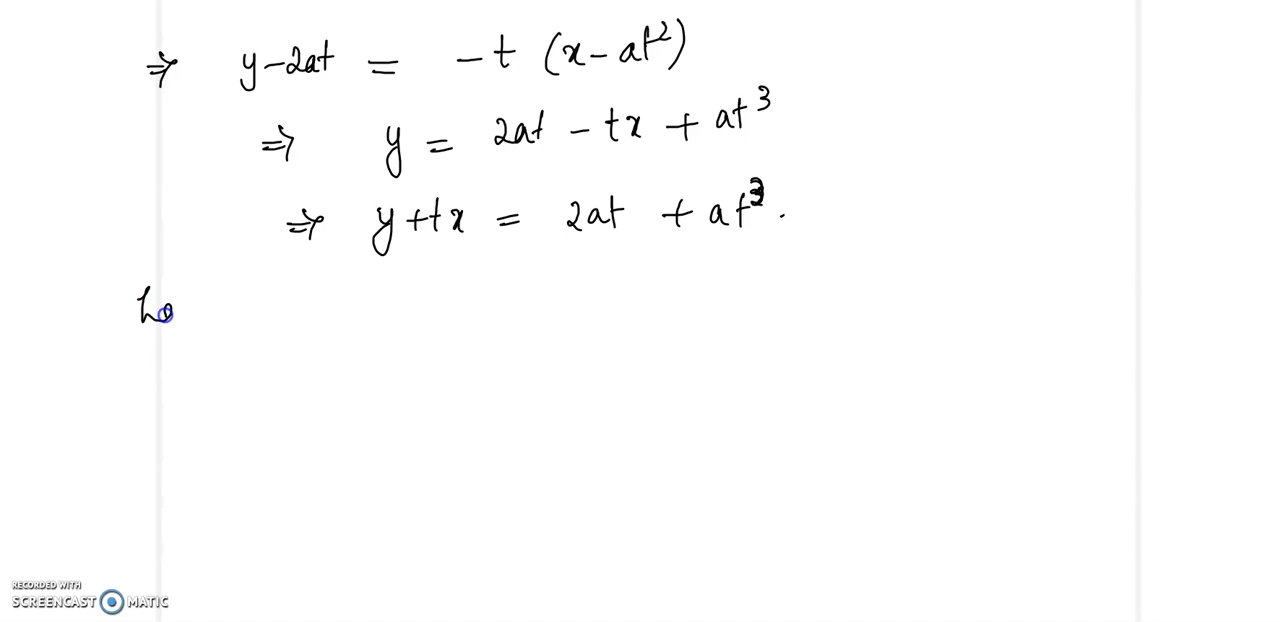 ⇒ y-2at = -t (x-at²)
⇒ y = 2at - tx + at³
⇒ y+tx = 2at + at³.
RECORDED WITH
SCREENCAST MATIC